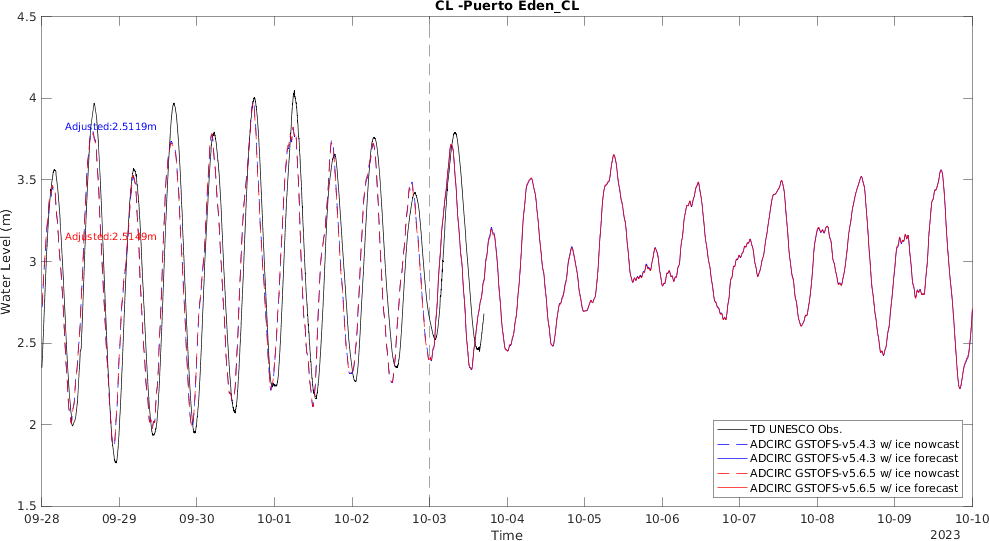 CL -Puerto Eden_CL
4.5
4
3.5
3
2.5
2
1.5
Water Level (m)
Adjusted:2.5119m
Adjusted:2.5149m
TD UNESCO Obs.
ADCIRC GSTOFS-v5.4.3 w/ ice nowcast
ADCIRC GSTOFS-v5.4.3 w/ ice forecast
ADCIRC GSTOFS-v5.6.5 w/ ice nowcast
ADCIRC GSTOFS-v5.6.5 w/ ice forecast
09-28 09-29 09-30 10-01 10-02 10-03 10-04 10-05 10-06 10-07 10-08 10-09 10-10
Time
2023